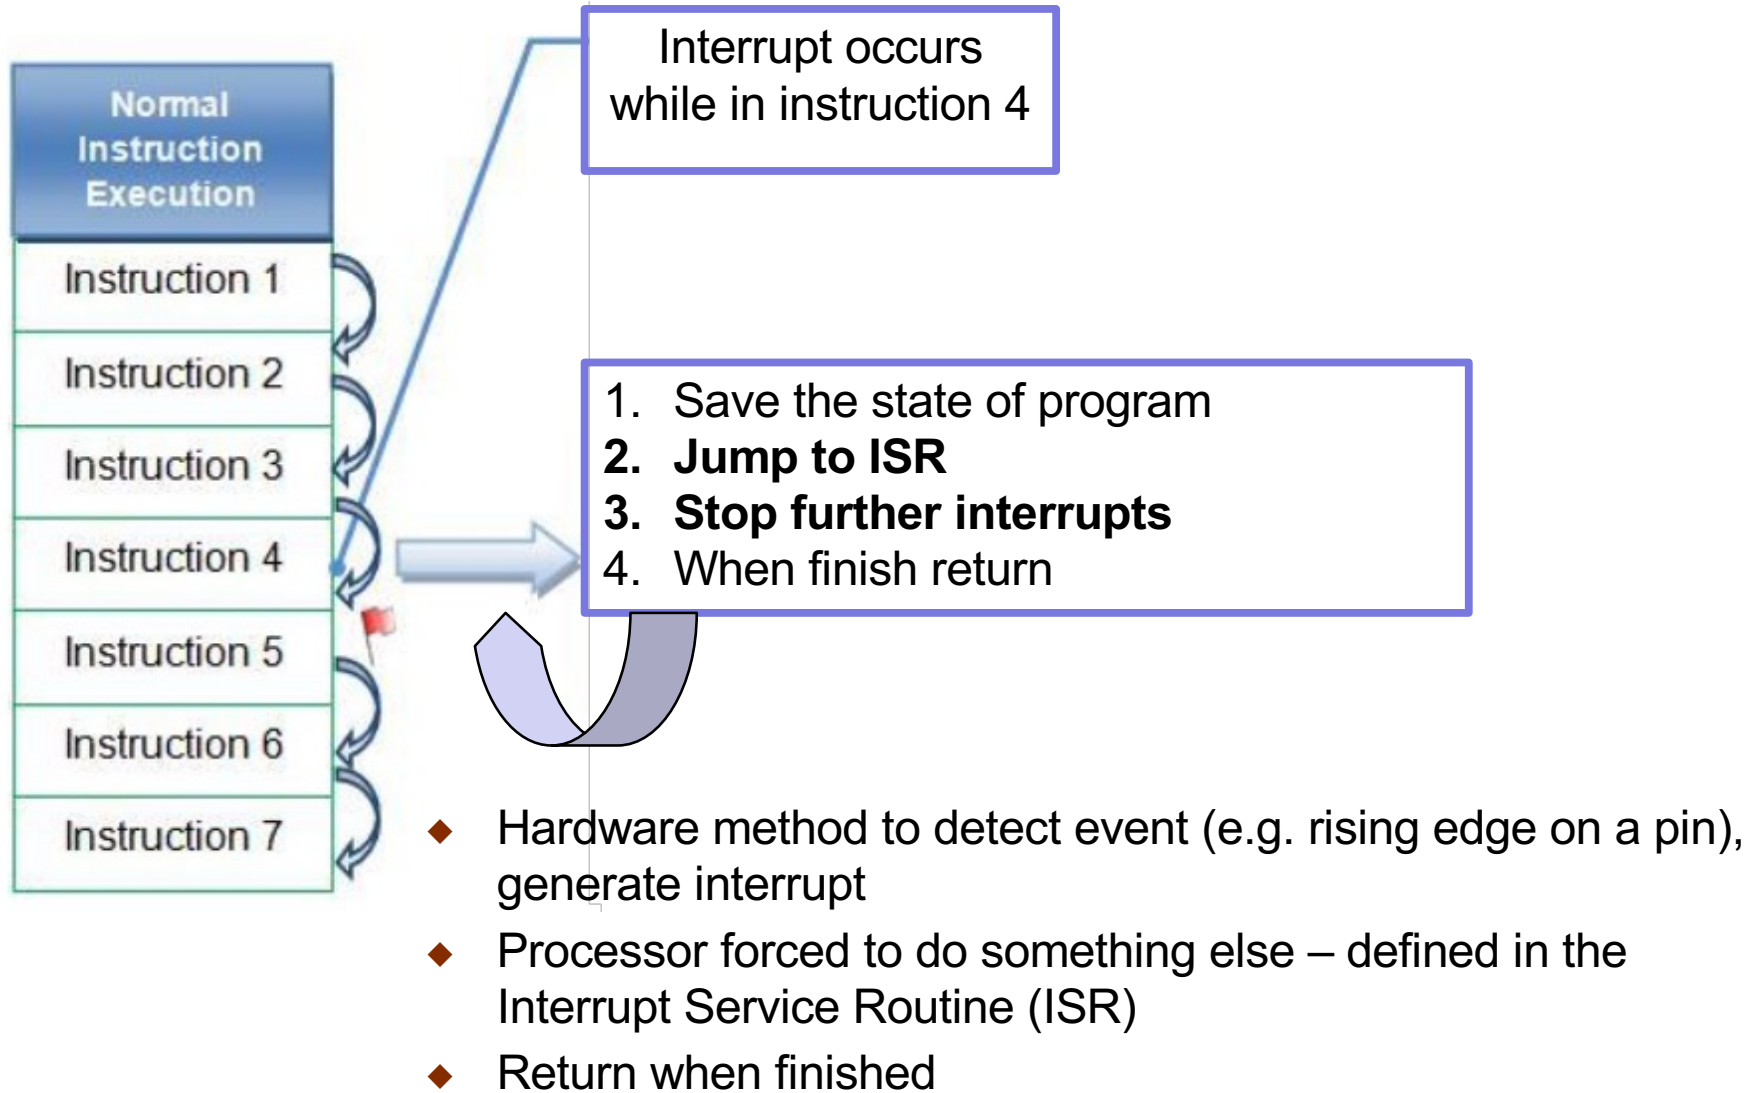 Normal
Instruction
Execution
Instruction 1
Instruction 2
Instruction 3
Instruction 4
Instruction 5
Instruction 6
Instruction 7
Interrupt occurs
while in instruction 4
1. Save the state of program
2. Jump to ISR
3. Stop further interrupts
4. When finish return
◆ Hardware method to detect event (e.g. rising edge on a pin),
generate interrupt
◆ Processor forced to do something else – defined in the
Interrupt Service Routine (ISR)
◆ Return when finished